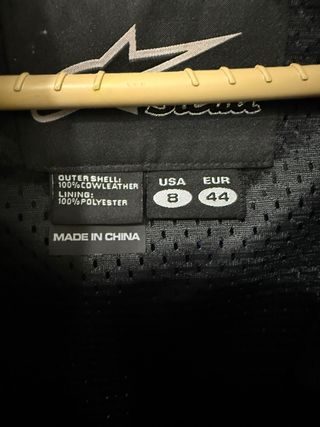 OUTER SHELL:
100% COWLEATHER
LINING:
100% POLYESTER
USA EUR
8 44
MADE IN CHINA